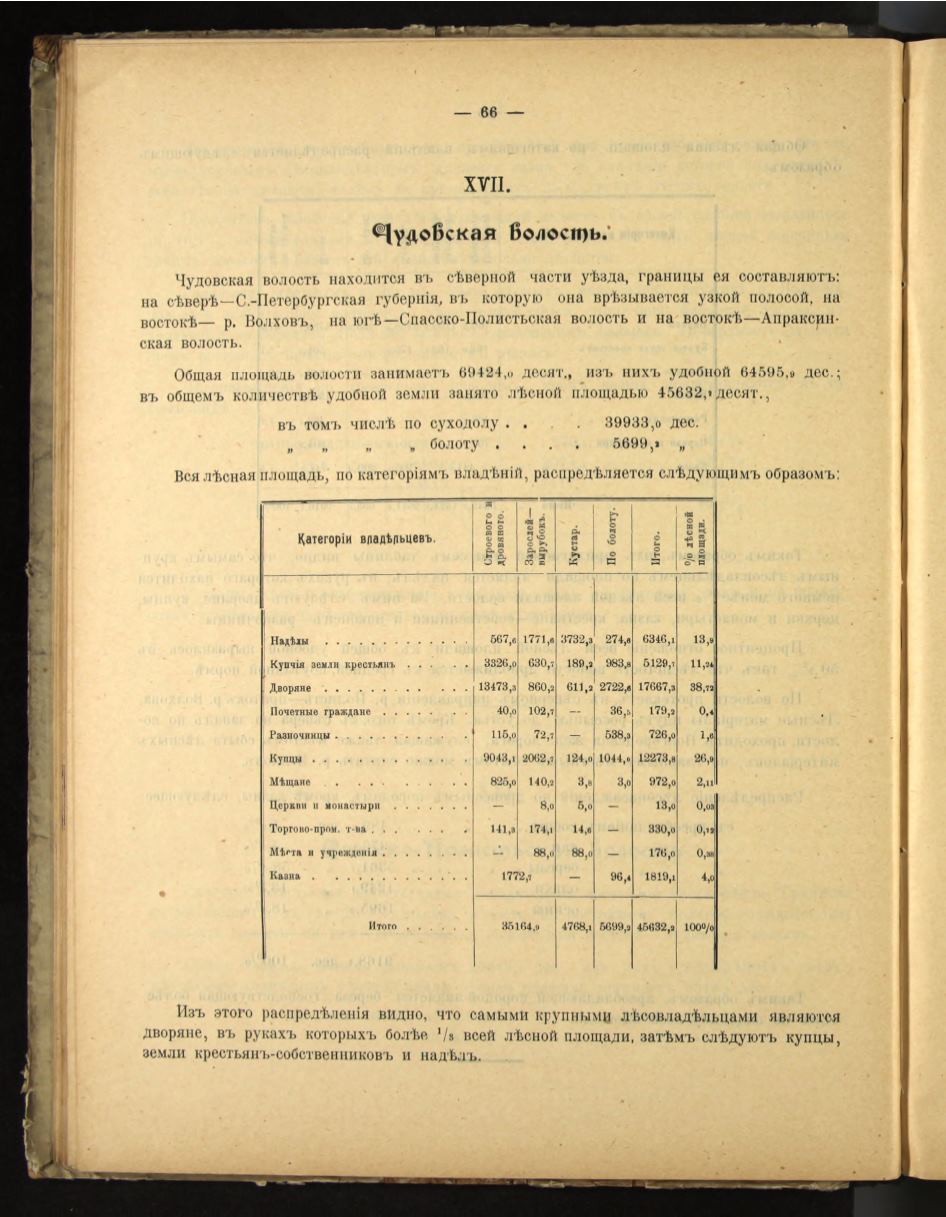 — 66 —
XVII.
Чудовская волость.
Чудовская волость находится въ сѣверной части уѣзда, границы ея составляютъ:
на сѣверѣ—С.-Петербургская губернія, въ которую она врѣзывается узкой полосой, на
востокѣ— р. Волховъ, на югѣ—Спасско-Полистьская волость и на востокѣ—Апраксин-
ская волость.
Общая площадь волости занимаетъ 69424,0 десят., изъ нихъ удобной 64595,9 дес.;
въ общемъ количествѣ удобной земли занято лѣсной площадью 45632,2 десят.,
въ томъ числѣ по суходолу . . . . 39933,0 дес.
„ „ „ „ болоту . . . . 5699,2 „
Вся лѣсная площадь, по категоріямъ владѣній, распредѣляется слѣдующимъ образомъ:
Категоріи владѣльцевъ. Строевого и дровяного. Зарослей—вырубокъ. Кустар. По болоту. Итого. % лѣсной площади.
Надѣлы . . . . . . . . . . . . . 567,6 1771,6 3732,3 274,6 6346,1 13,9
Купчія земли крестьянъ . . . . . . 3326,0 630,7 189,2 983,8 5129,7 11,24
Дворяне . . . . . . . . . . . . . 13473,3 860,2 611,2 2722,6 17667,3 38,72
Почетные граждане . . . . . . . . 40,0 102,7 — 36,5 179,2 0,4
Разночинцы . . . . . . . . . . . . 115,0 72,7 — 538,3 726,0 1,6
Купцы . . . . . . . . . . . . . . 9043,1 2062,7 124,0 1044,0 12273,8 26,9
Мѣщане . . . . . . . . . . . . . 825,0 140,2 3,8 3,0 972,0 2,11
Церкви и монастыри . . . . . . . — 8,0 5,0 — 13,0 0,03
Торгово-пром. т-ва . . . . . . . . 141,3 174,1 14,6 — 330,0 0,12
Мѣста и учрежденія . . . . . . . . — 88,0 88,0 — 176,0 0,38
Казна . . . . . . . . . . . . . . 1772,7 — 96,4 1819,1 4,0
Итого . . . . . . 35164,9 4768,1 5699,2 45632,2 100%
Изъ этого распредѣленія видно, что самыми крупными лѣсовладѣльцами являются
дворяне, въ рукахъ которыхъ болѣе 1/3 всей лѣсной площади, затѣмъ слѣдуютъ купцы,
земли крестьянъ-собственниковъ и надѣлъ.